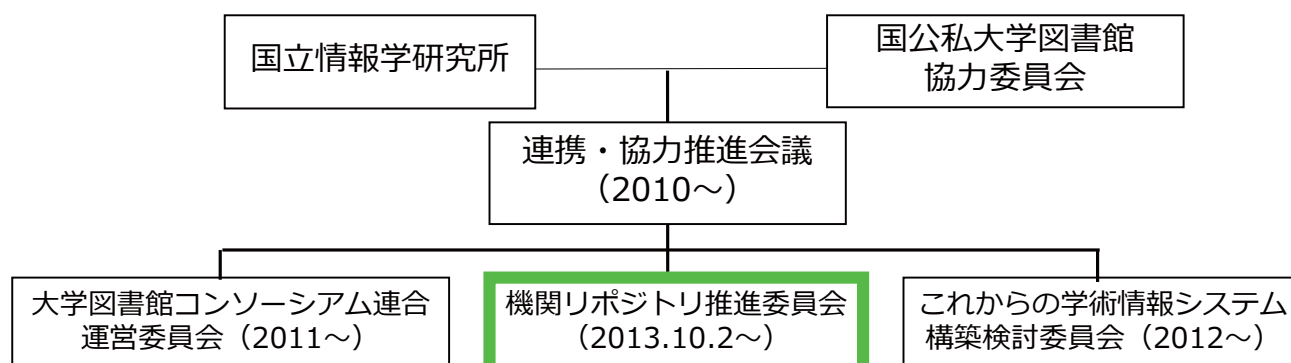 国立情報学研究所
国公私大学図書館
協力委員会
連携・協力推進会議
（2010～）
大学図書館コンソーシアム連合
運営委員会（2011～）
機関リポジトリ推進委員会
（2013.10.2～）
これからの学術情報システム
構築検討委員会（2012～）